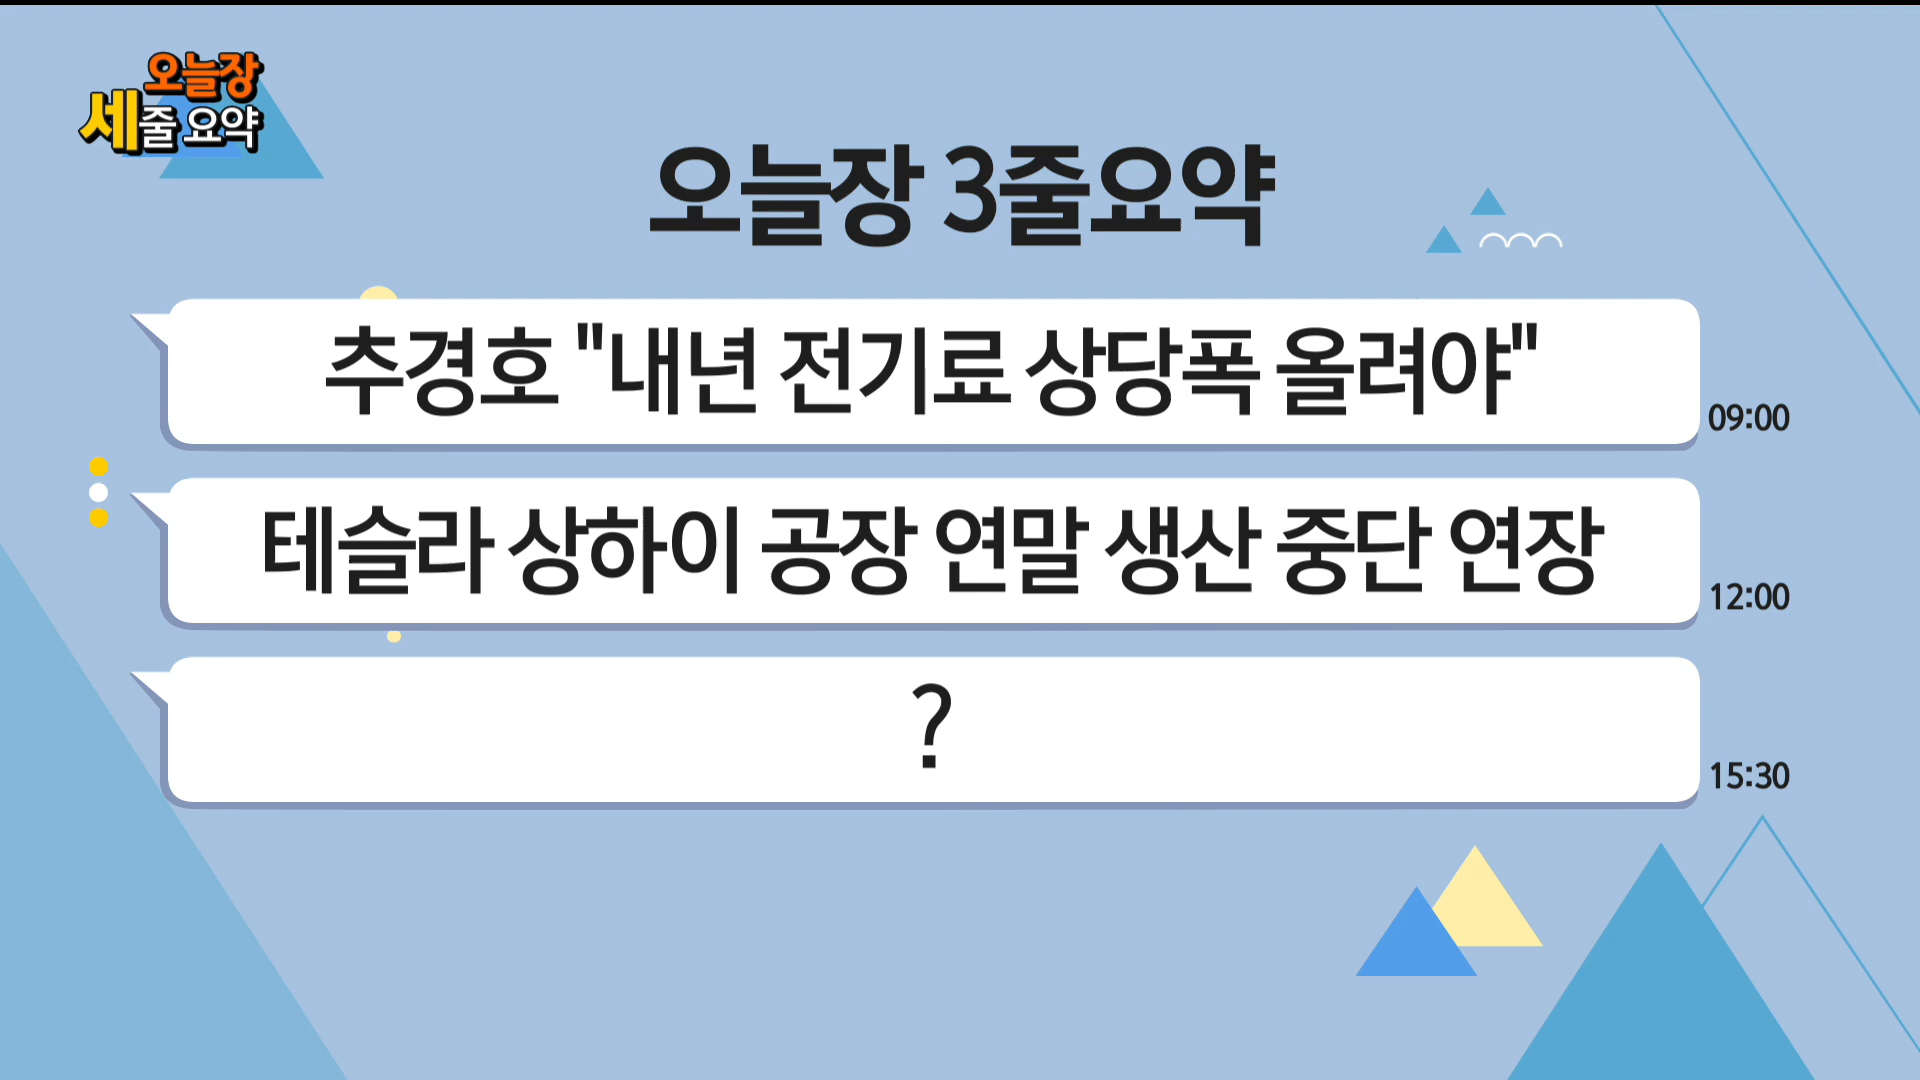 오늘장
세줄 요약
오늘장 3줄요약
추경호 "내년 전기료 상당폭 올려야"
09:00
테슬라 상하이 공장 연말 생산 중단 연장
12:00
?
15:30